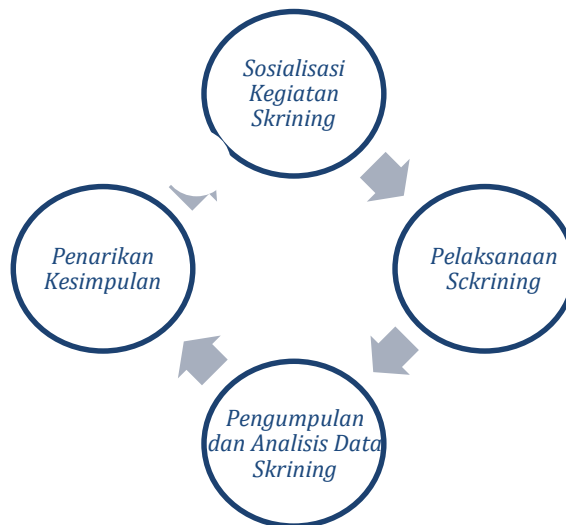 Sosialisasi
Kegiatan
Skrining
Pelaksanaan
Sckrining
Pengumpulan
dan Analisis Data
Skrining
Penarikan
Kesimpulan